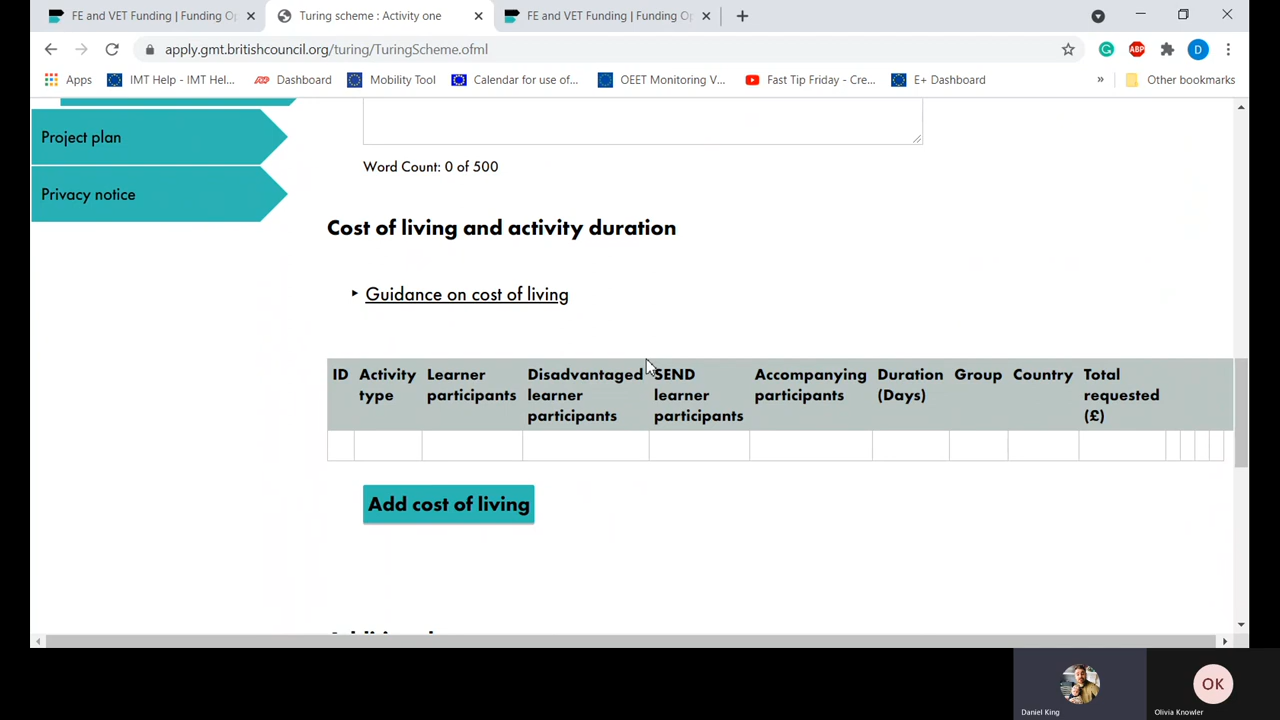 FE and VET Funding | Funding Op
Turing scheme : Activity one
FE and VET Funding | Funding Op
apply.gmt.britishcouncil.org/turing/TuringScheme.ofml
D
Apps
IMT Help - IMT Hel...
Dashboard
Mobility Tool
Calendar for use of...
OEET Monitoring V...
Fast Tip Friday - Cre...
E+ Dashboard
»
Other bookmarks
Project plan
Privacy notice
Word Count: 0 of 500
Cost of living and activity duration
Guidance on cost of living
ID
Activity
type
Learner
participants
Disadvantaged
learner
participants
SEND
learner
participants
Accompanying
participants
Duration
(Days)
Group
Country
Total
requested
(£)
Add cost of living
Daniel King
OK
Olivia Knowler